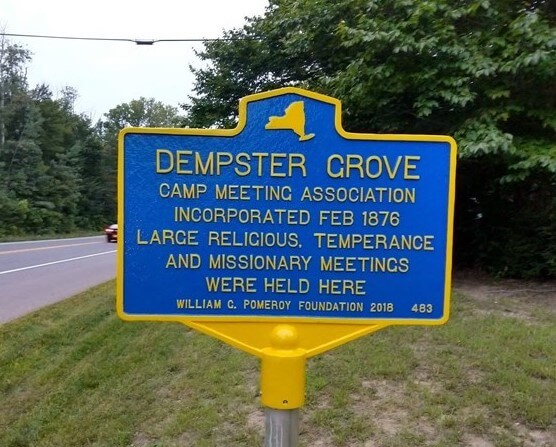 DEMPSTER GROVE
CAMP MEETING ASSOCIATION
INCORPORATED FEB 1876
LARGE RELIGIOUS, TEMPERANCE
AND MISSIONARY MEETINGS
WERE HELD HERE
WILLIAM G. POMEROY FOUNDATION 2018 483